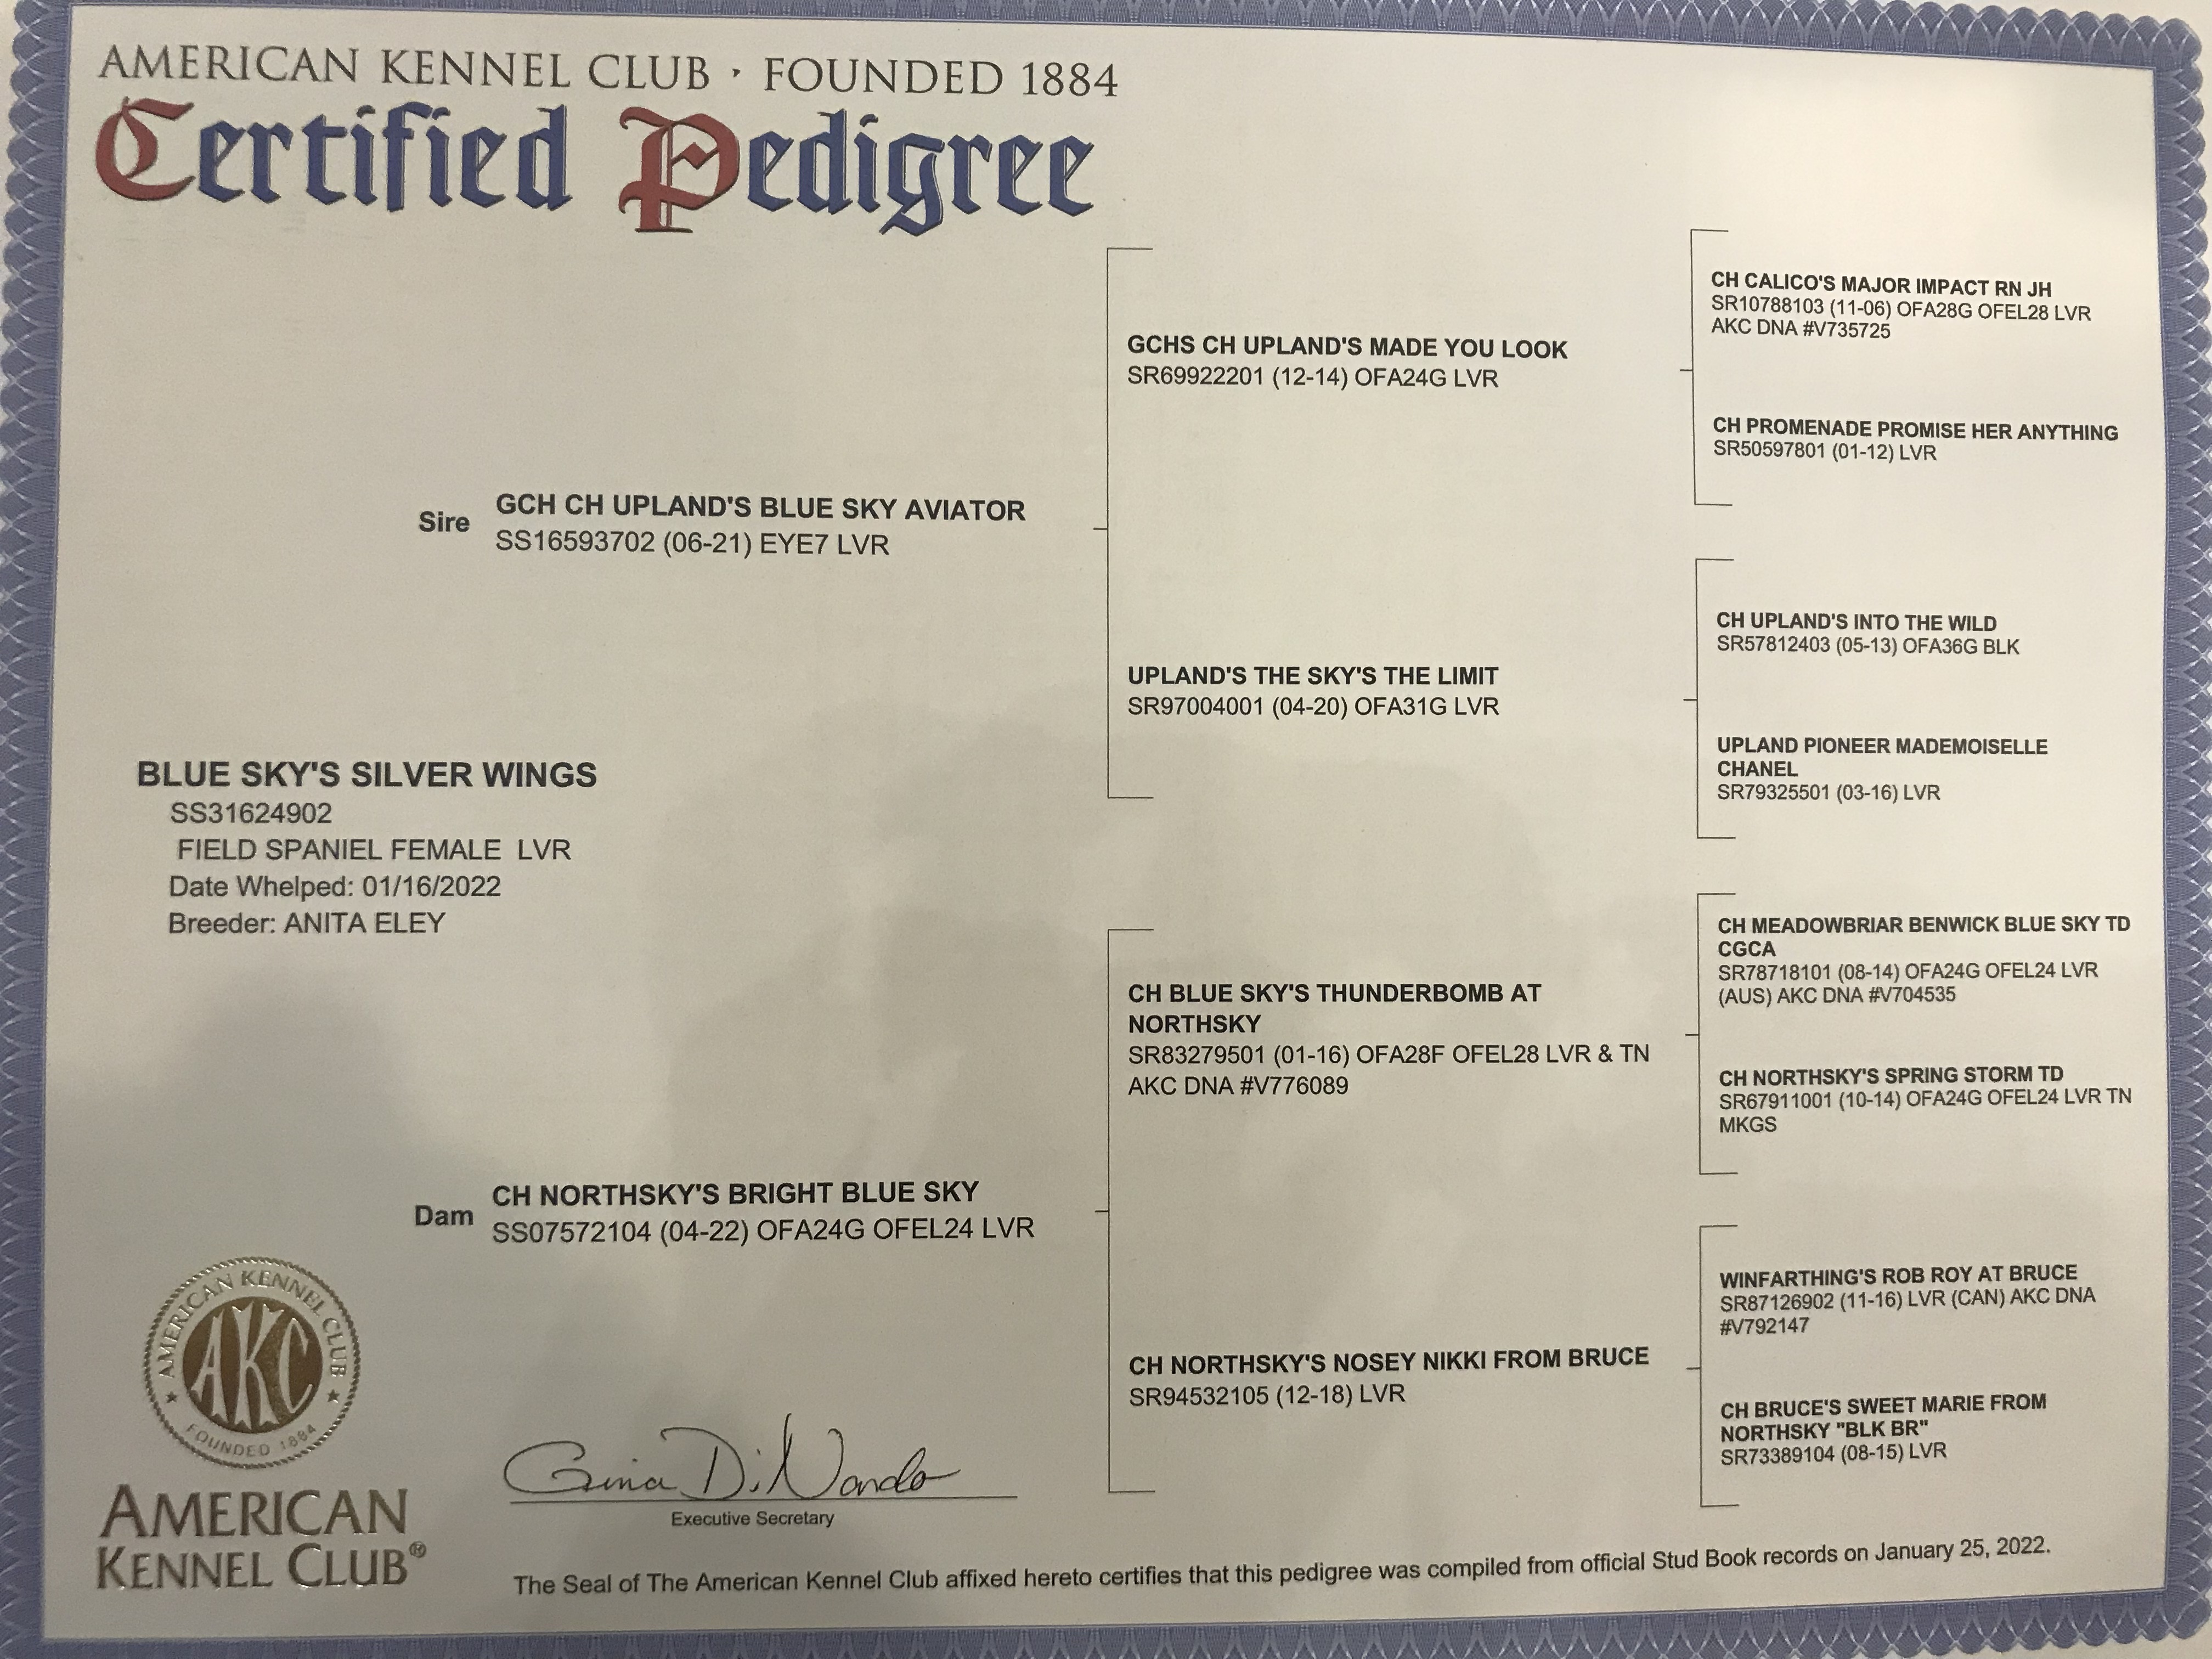 AMERICAN KENNEL CLUB · FOUNDED 1884
Certified Pedigree
CH CALICO'S MAJOR IMPACT RN JH
SR10788103 (11-06) OFA28G OFEL28 LVR
AKC DNA #V735725
GCHS CH UPLAND'S MADE YOU LOOK
SR69922201 (12-14) OFA24G LVR
CH PROMENADE PROMISE HER ANYTHING
SR50597801 (01-12) LVR
Sire
GCH CH UPLAND'S BLUE SKY AVIATOR
SS16593702 (06-21) EYE7 LVR
CH UPLAND'S INTO THE WILD
SR57812403 (05-13) OFA36G BLK
UPLAND'S THE SKY'S THE LIMIT
SR97004001 (04-20) OFA31G LVR
UPLAND PIONEER MADEMOISELLE
CHANEL
SR79325501 (03-16) LVR
BLUE SKY'S SILVER WINGS
SS31624902
FIELD SPANIEL FEMALE LVR
Date Whelped: 01/16/2022
Breeder: ANITA ELEY
CH MEADOWBRIAR BENWICK BLUE SKY TD
CGCA
SR78718101 (08-14) OFA24G OFEL24 LVR
(AUS) AKC DNA #V704535
CH BLUE SKY'S THUNDERBOMB AT
NORTHSKY
SR83279501 (01-16) OFA28F OFEL28 LVR & TN
AKC DNA #V776089
CH NORTHSKY'S SPRING STORM TD
SR67911001 (10-14) OFA24G OFEL24 LVR TN
MKGS
Dam
CH NORTHSKY'S BRIGHT BLUE SKY
SS07572104 (04-22) OFA24G OFEL24 LVR
WINFARTHING'S ROB ROY AT BRUCE
SR87126902 (11-16) LVR (CAN) AKC DNA
#V792147
CH NORTHSKY'S NOSEY NIKKI FROM BRUCE
SR94532105 (12-18) LVR
CH BRUCE'S SWEET MARIE FROM
NORTHSKY "BLK BR"
SR73389104 (08-15) LVR
AMERICAN KENNEL CLUB
AKC
FOUNDED 1884
AMERICAN
KENNEL CLUB®
Gina DiNardo
Executive Secretary
The Seal of The American Kennel Club affixed hereto certifies that this pedigree was compiled from official Stud Book records on January 25, 2022.